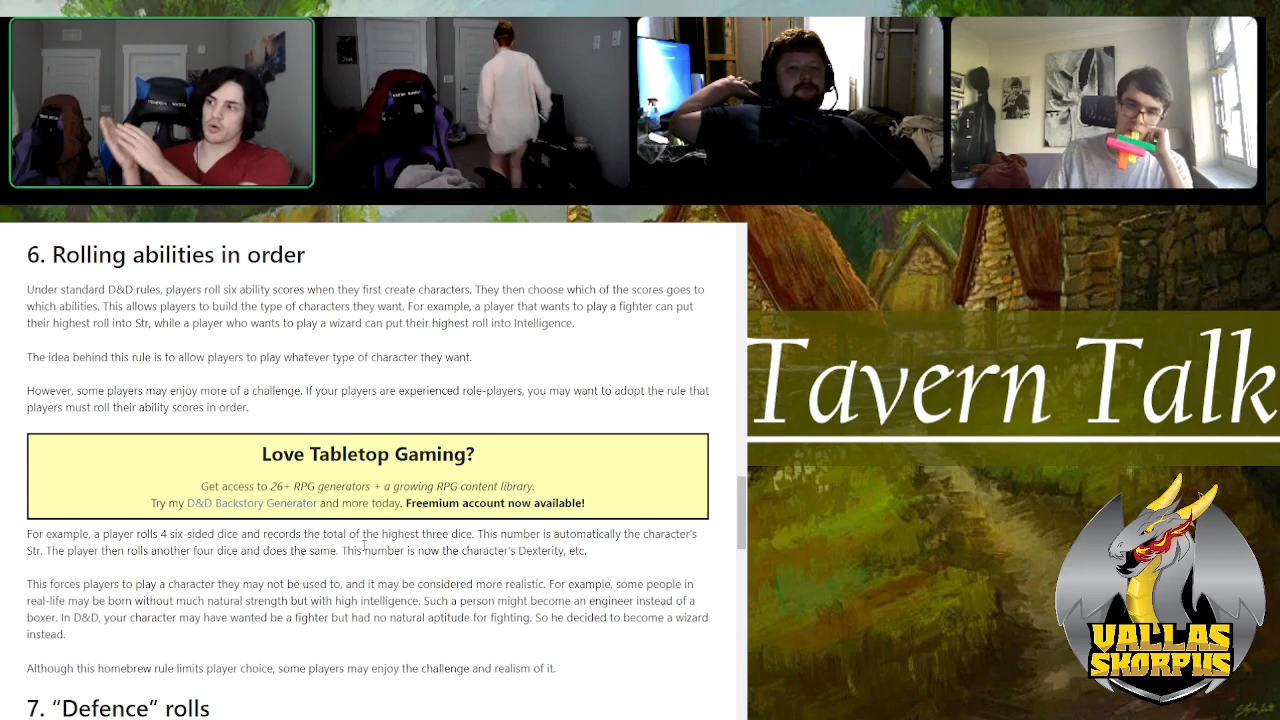 6. Rolling abilities in order
Under standard D&D rules, players roll six ability scores when they first create characters. They then choose which of the scores goes to
which abilities. This allows players to build the type of characters they want. For example, a player that wants to play a fighter can put
their highest roll into Str, while a player who wants to play a wizard can put their highest roll into Intelligence.
The idea behind this rule is to allow players to play whatever type of character they want.
However, some players may enjoy more of a challenge. If your players are experienced role-players, you may want to adopt the rule that
players must roll their ability scores in order.
Love Tabletop Gaming?
Get access to 26+ RPG generators + a growing RPG content library.
Try my D&D Backstory Generator and more today. Freemium account now available!
For example, a player rolls 4 six-sided dice and records the total of the highest three dice. This number is automatically the character's
Str. The player then rolls another four dice and does the same. This number is now the character's Dexterity, etc.
This forces players to play a character they may not be used to, and it may be considered more realistic. For example, some people in
real-life may be born without much natural strength but with high intelligence. Such a person might become an engineer instead of a
boxer. In D&D, your character may have wanted be a fighter but had no natural aptitude for fighting. So he decided to become a wizard
instead.
Although this homebrew rule limits player choice, some players may enjoy the challenge and realism of it.
7. “Defence” rolls
Tavern Talk
VALLAS
SKORPUS